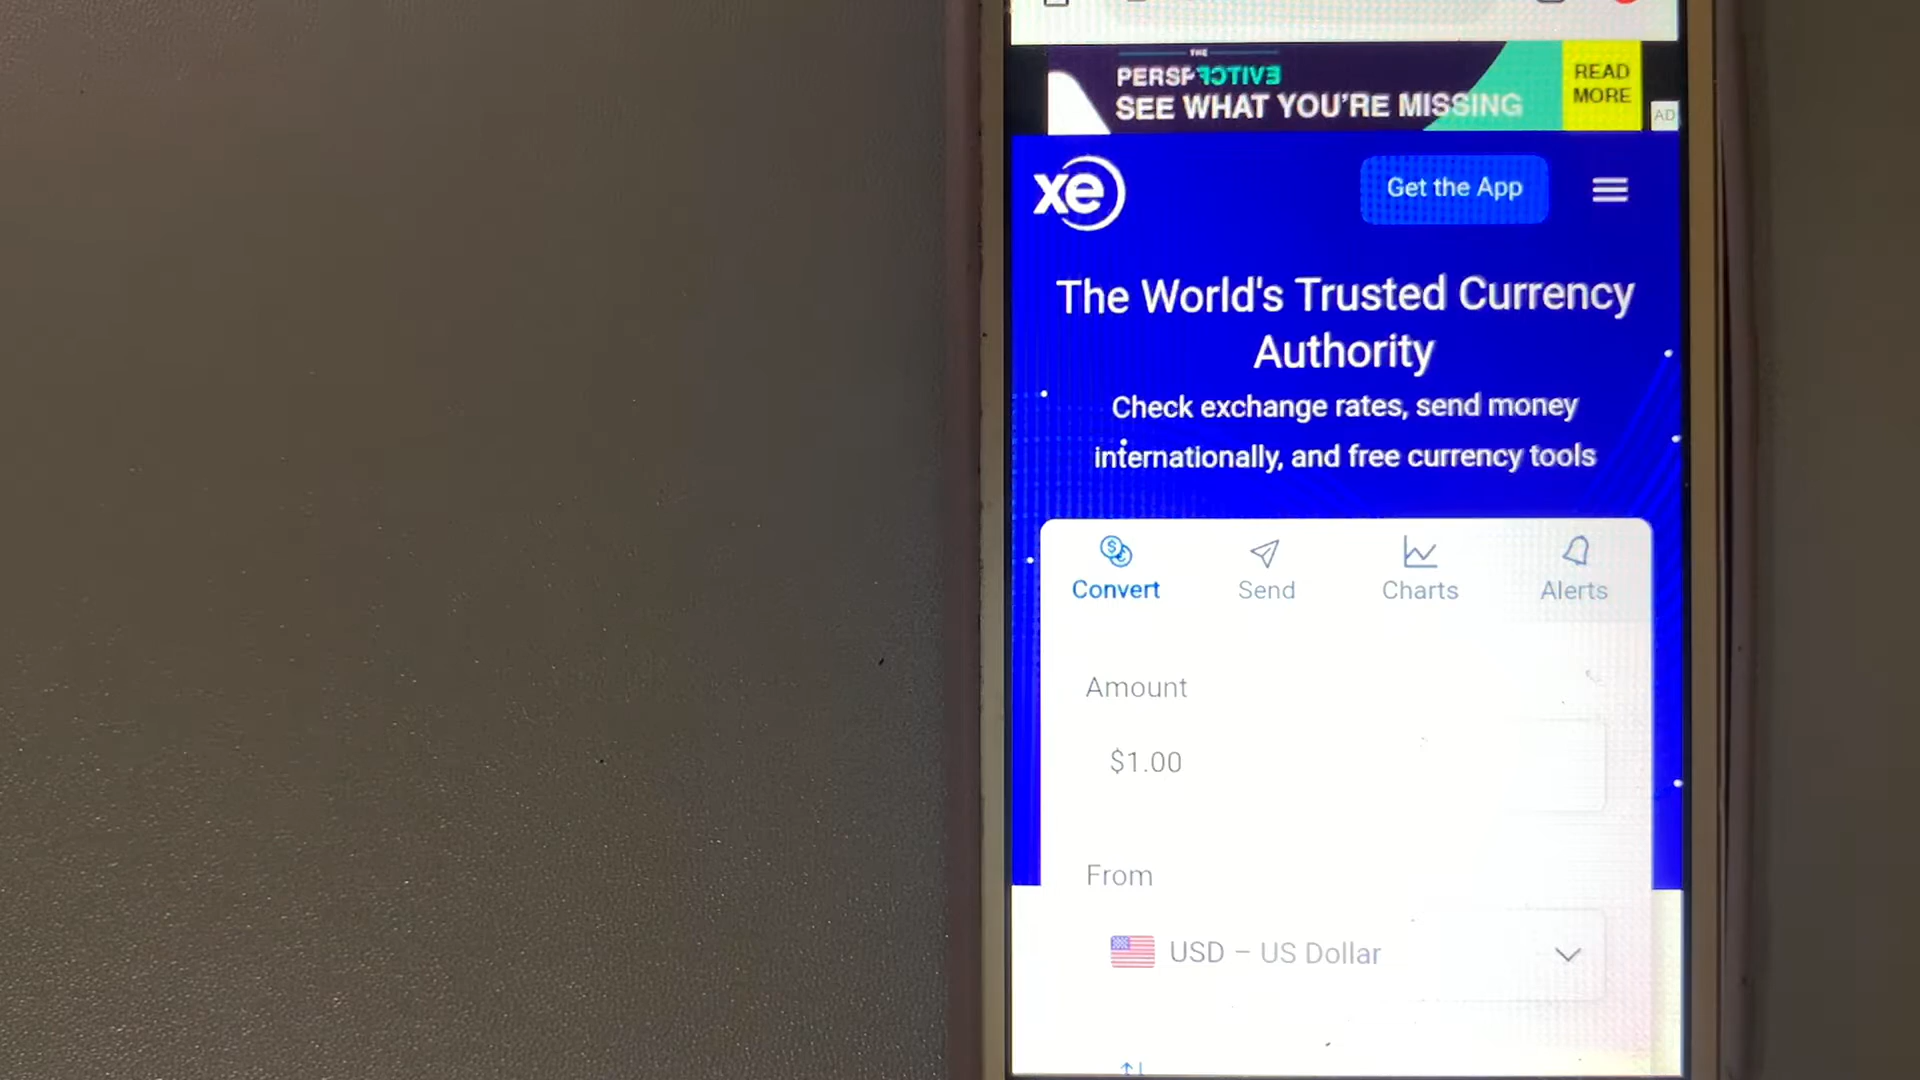 THE
PERSPECTIVE
SEE WHAT YOU'RE MISSING
READ
MORE
AD
xe
Get the App
The World's Trusted Currency
Authority
Check exchange rates, send money
internationally, and free currency tools
Convert
Send
Charts
Alerts
Amount
$1.00
From
USD – US Dollar